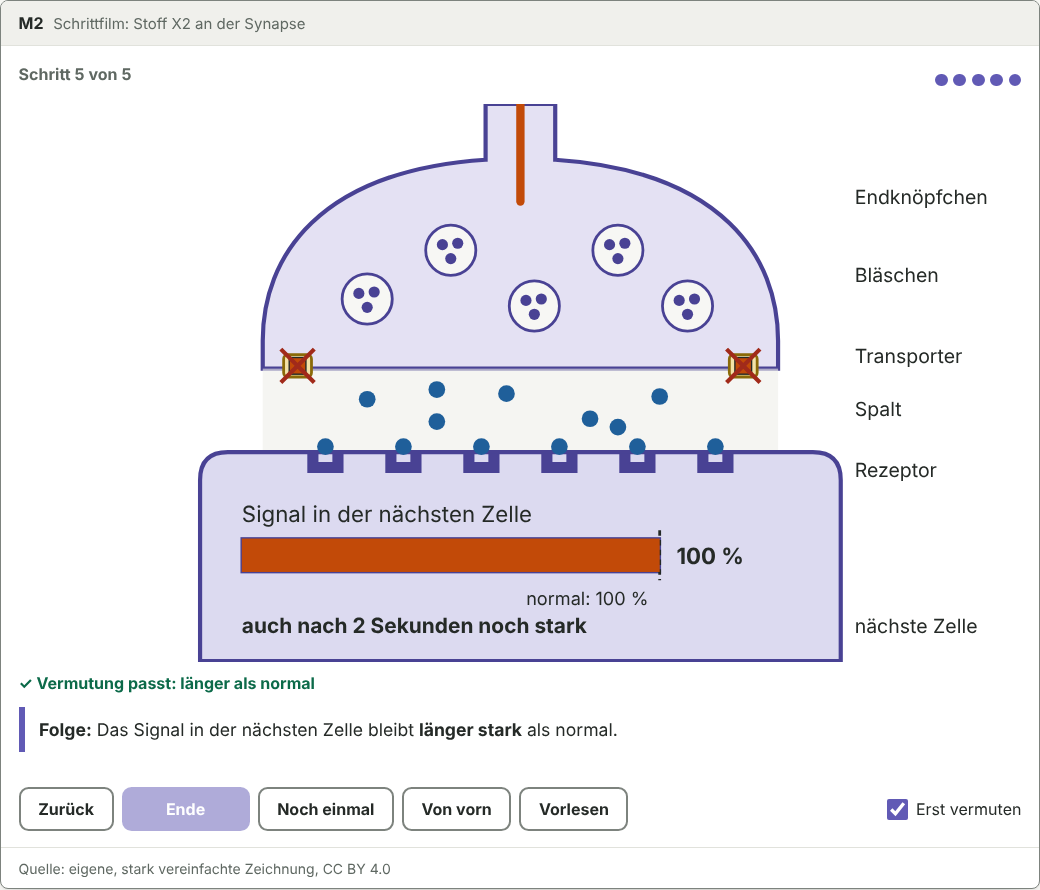 M2 Schrittfilm: Stoff X2 an der Synapse
Schritt 5 von 5
Endknöpfchen
Bläschen
Transporter
Spalt
Rezeptor
Signal in der nächsten Zelle
100 %
normal: 100 %
auch nach 2 Sekunden noch stark
nächste Zelle
✓ Vermutung passt: länger als normal
Folge: Das Signal in der nächsten Zelle bleibt länger stark als normal.
Zurück
Ende
Noch einmal
Von vorn
Vorlesen
Erst vermuten
Quelle: eigene, stark vereinfachte Zeichnung, CC BY 4.0